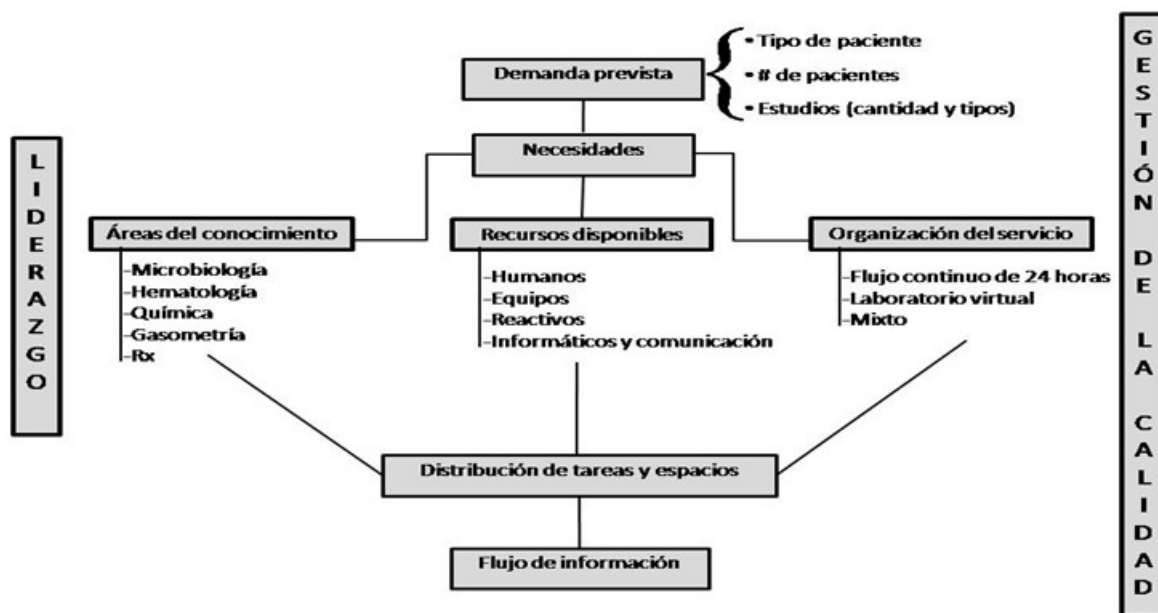 Demanda prevista
• Tipo de paciente
• # de pacientes
• Estudios (cantidad y tipos)
Necesidades
LIDERAZGO
Áreas del conocimiento
-Microbiología
-Hematología
-Química
-Gasometría
-Rx
Recursos disponibles
-Humanos
-Equipos
-Reactivos
-Informáticos y comunicación
Organización del servicio
-Flujo continuo de 24 horas
-Laboratorio virtual
-Mixto
Distribución de tareas y espacios
Flujo de información
GESTIÓN DE LA CALIDAD